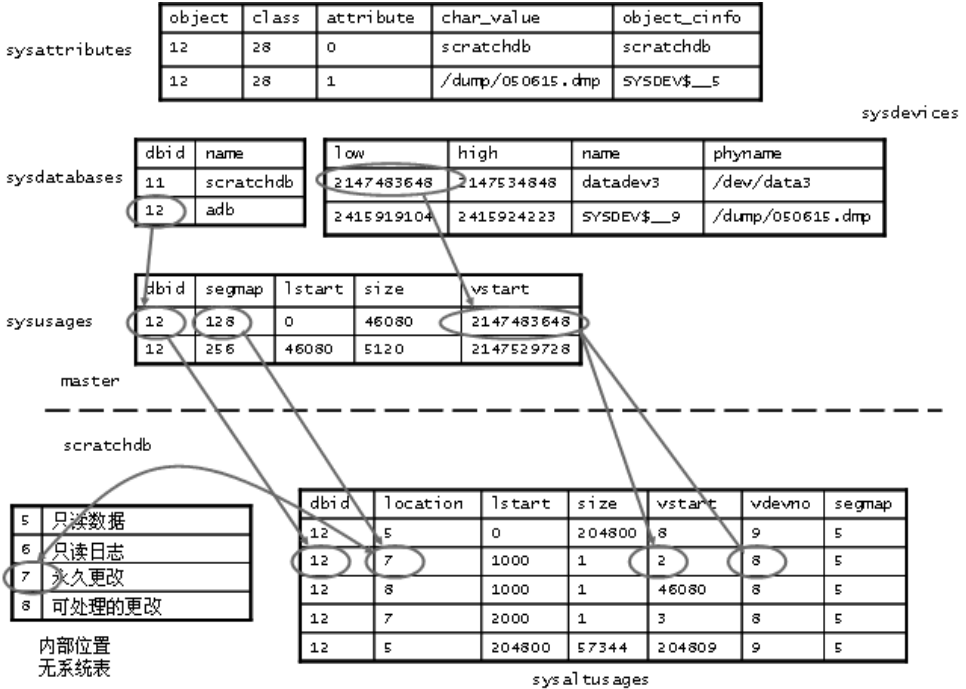 object class attribute char_value object_cinfo
sysattributes
12 28 0 scratchdb scratchdb
12 28 1 /dump/050615.dmp SYSDEV$__5
sysdevices
dbid name
sysdatabases
11 scratchdb
12 adb
low high name phyname
2147483648 2147534848 datadev3 /dev/data3
2415919104 2415924223 SYSDEV$__9 /dump/050615.dmp
dbid segmap lstart size vstart
sysusages
12 128 0 46080 2147483648
12 256 46080 5120 2147529728
master
scratchdb
5 只读数据
6 只读日志
7 永久更改
8 可处理的更改
内部位置
无系统表
dbid location lstart size vstart vdevno segmap
12 5 0 204800 8 9 5
12 7 1000 1 2 8 5
12 8 1000 1 46080 8 5
12 7 2000 1 3 8 5
12 5 204800 57344 204809 9 5
sysaltusages